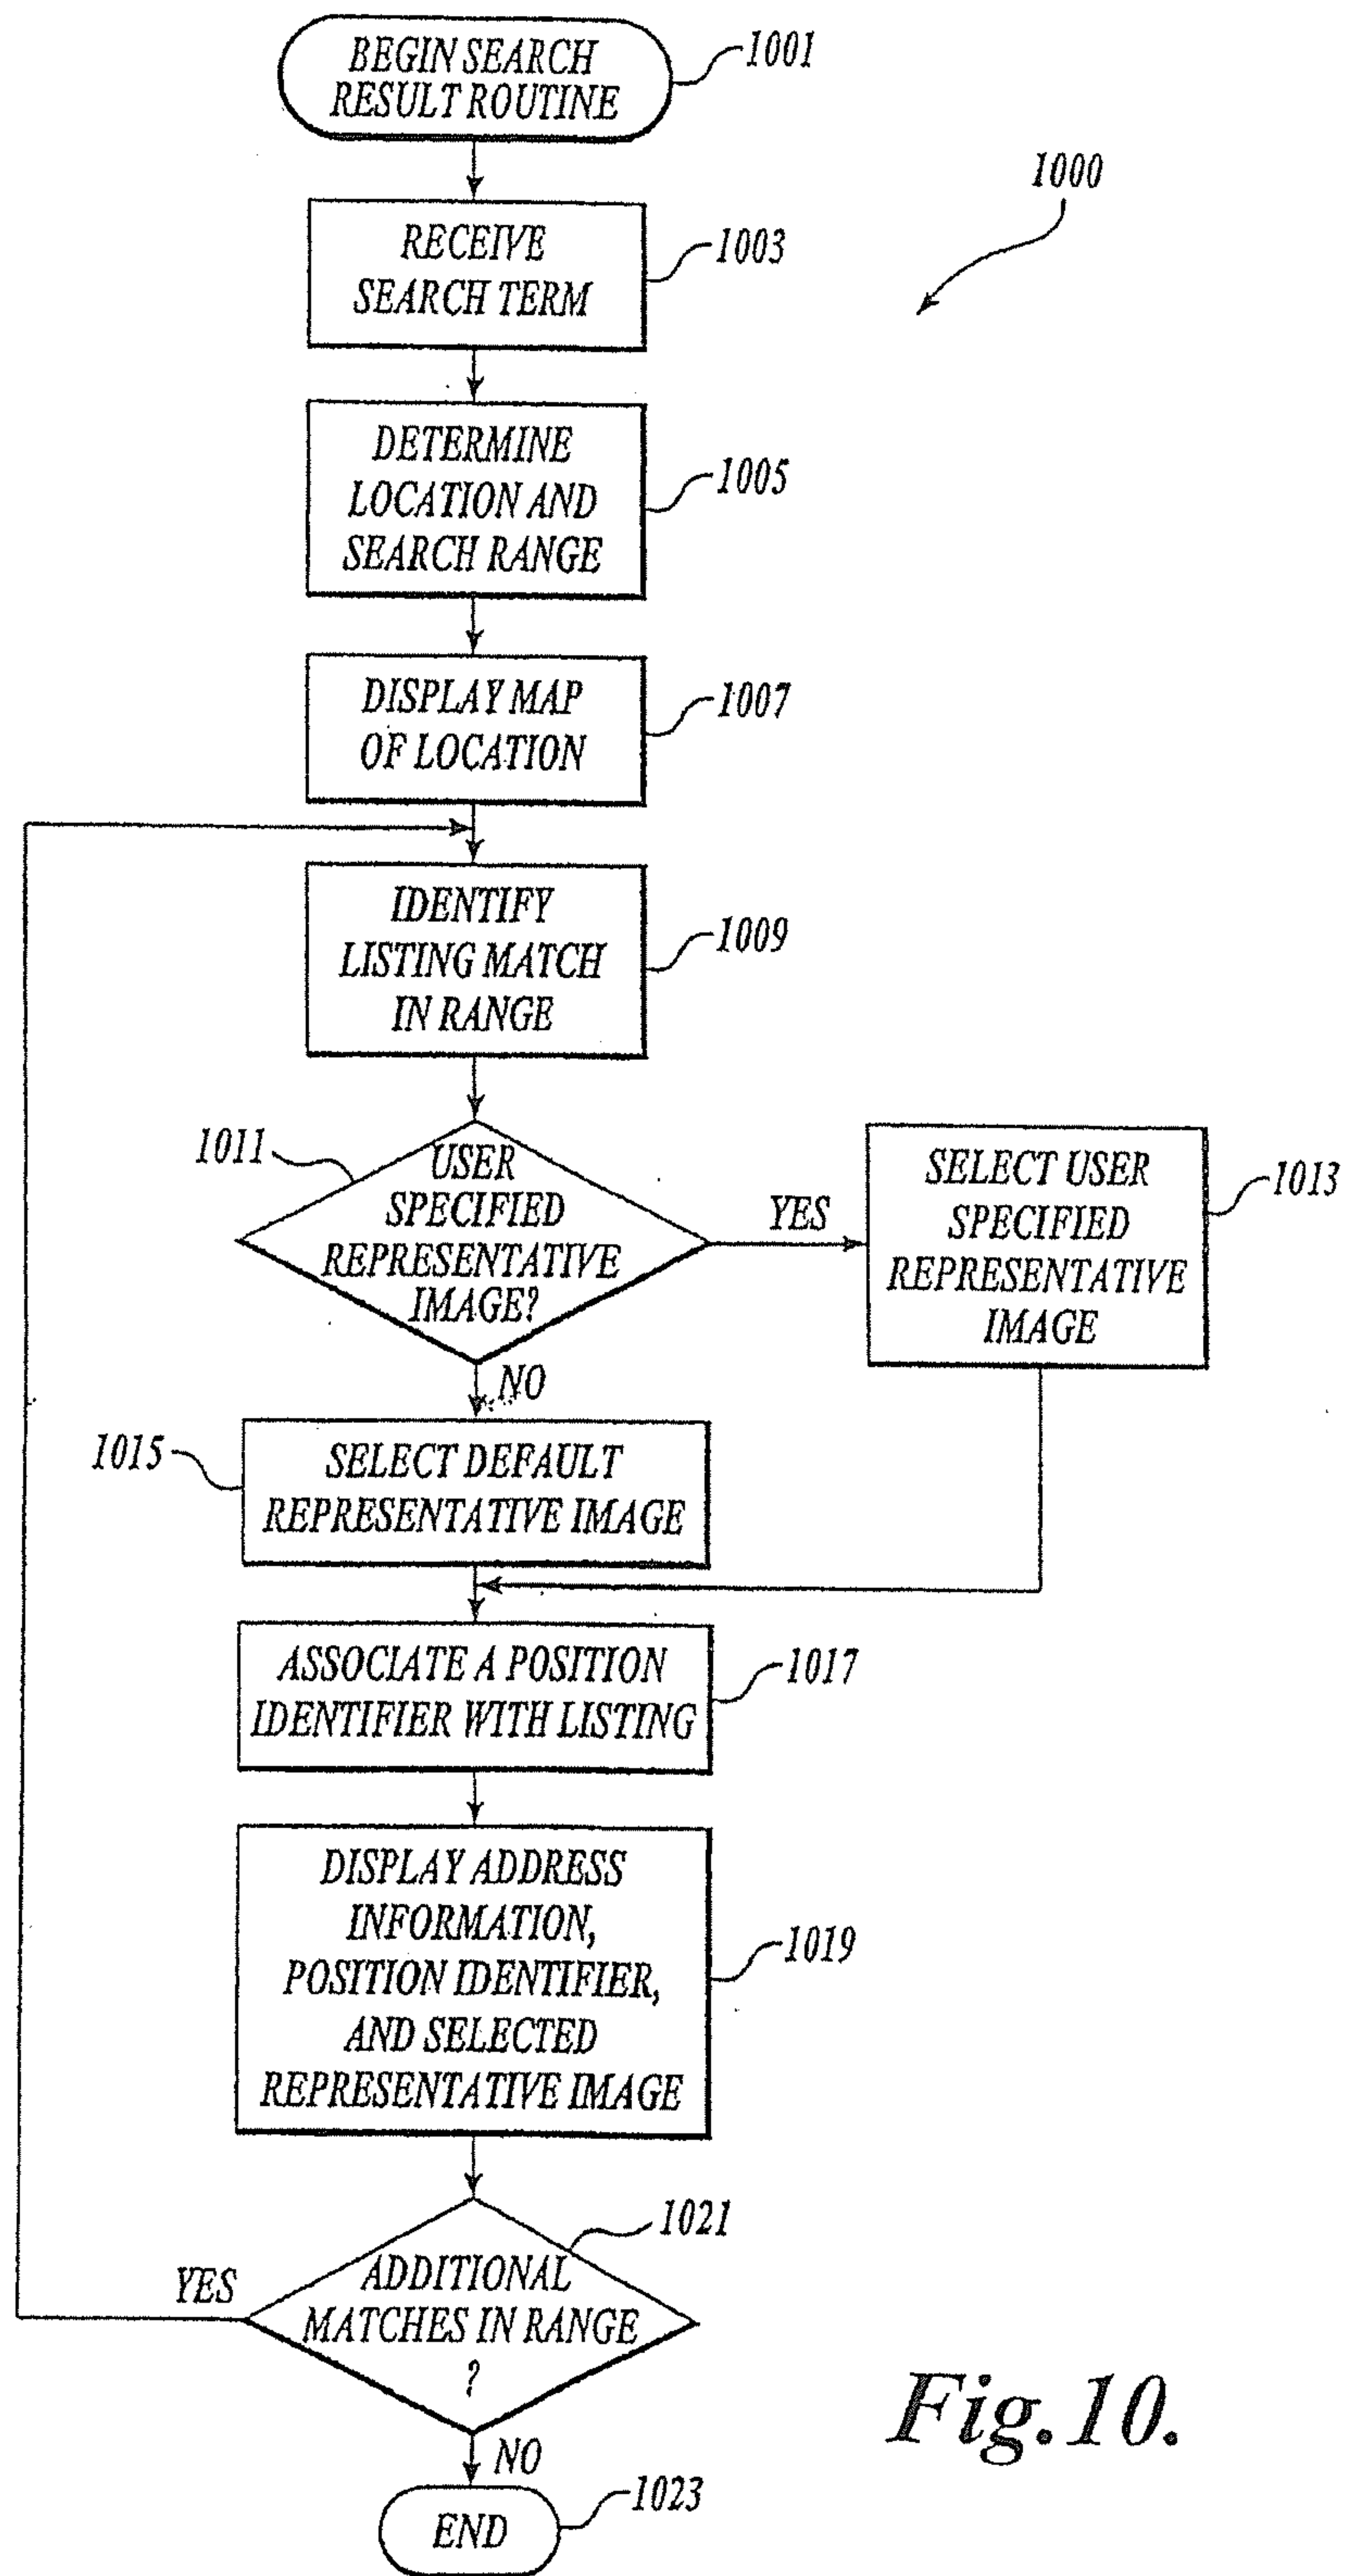 BEGIN SEARCH
RESULT ROUTINE
1001
1000
RECEIVE
SEARCH TERM
1003
DETERMINE
LOCATION AND
SEARCH RANGE
1005
DISPLAY MAP
OF LOCATION
1007
IDENTIFY
LISTING MATCH
IN RANGE
1009
1011
USER
SPECIFIED
REPRESENTATIVE
IMAGE?
YES
SELECT USER
SPECIFIED
REPRESENTATIVE
IMAGE
1013
NO
1015
SELECT DEFAULT
REPRESENTATIVE IMAGE
ASSOCIATE A POSITION
IDENTIFIER WITH LISTING
1017
DISPLAY ADDRESS
INFORMATION,
POSITION IDENTIFIER,
AND SELECTED
REPRESENTATIVE IMAGE
1019
1021
YES
ADDITIONAL
MATCHES IN RANGE
?
NO
END
1023
Fig.10.